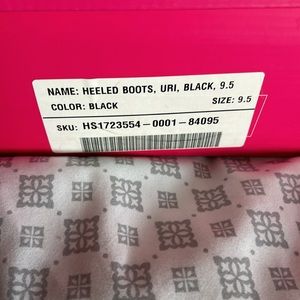 NAME: HEELED BOOTS, URI, BLACK, 9.5
COLOR: BLACK SIZE: 9.5
SKU: HS1723554-0001-84095